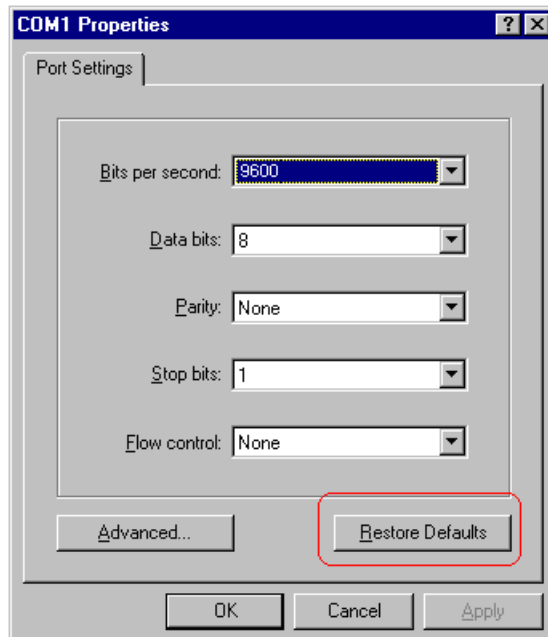 COM1 Properties
Port Settings
Bits per second: 9600
Data bits: 8
Parity: None
Stop bits: 1
Flow control: None
Advanced... Restore Defaults
OK Cancel Apply